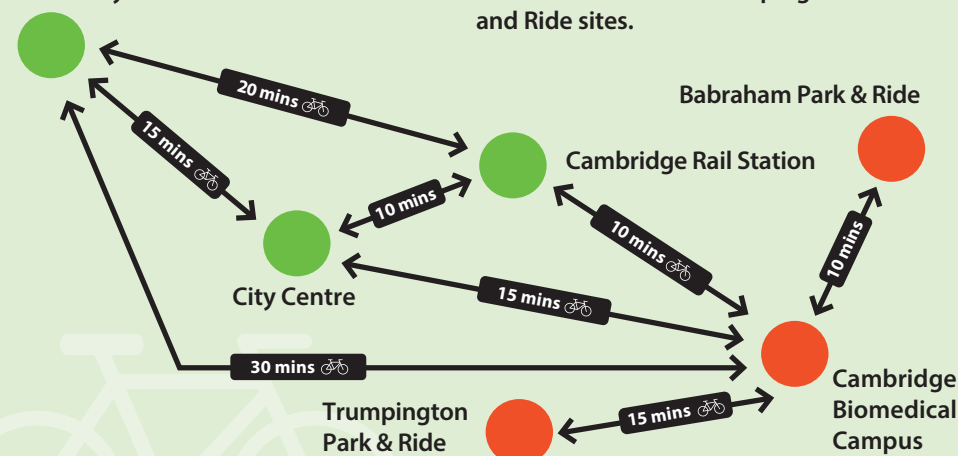 and Ride sites.
20 mins
Babraham Park & Ride
15 mins
Cambridge Rail Station
10 mins
10 mins
10 mins
City Centre
15 mins
30 mins
Cambridge
Biomedical
Campus
Trumpington
Park & Ride
15 mins